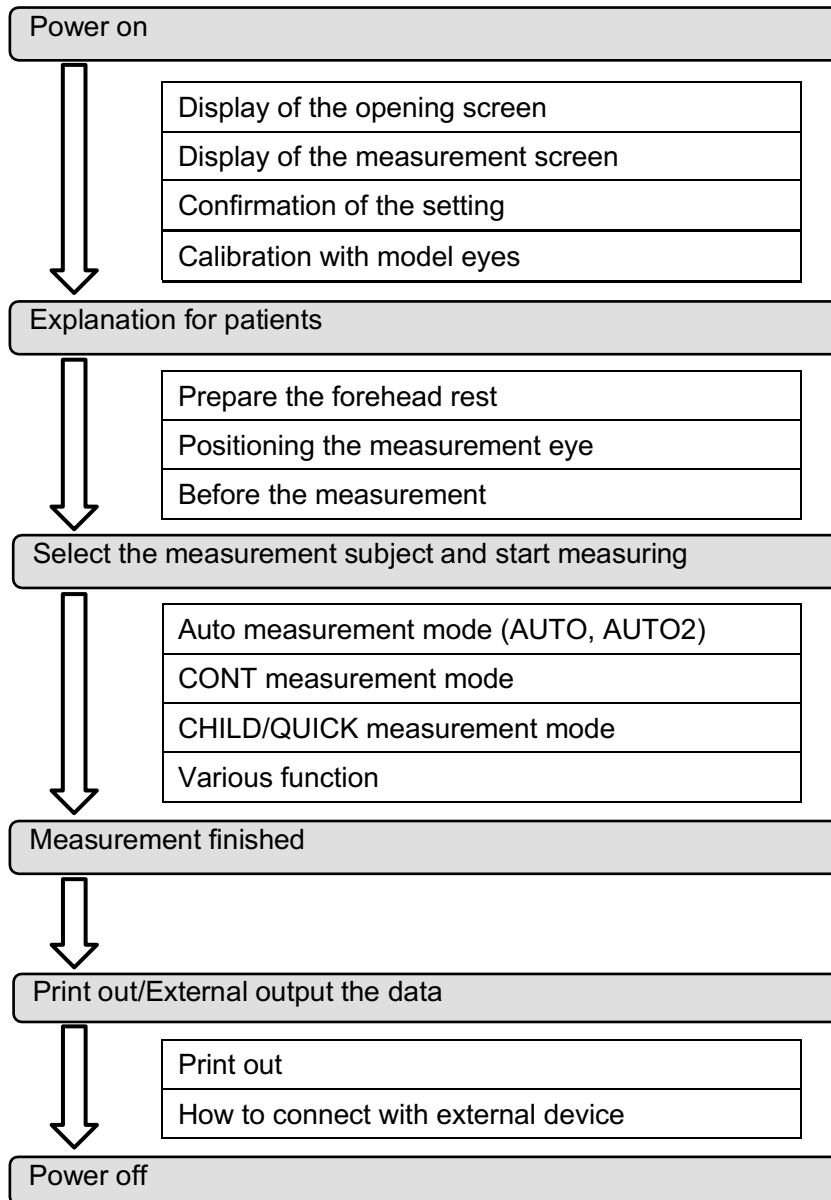 Power on
Display of the opening screen
Display of the measurement screen
Confirmation of the setting
Calibration with model eyes
Explanation for patients
Prepare the forehead rest
Positioning the measurement eye
Before the measurement
Select the measurement subject and start measuring
Auto measurement mode (AUTO, AUTO2)
CONT measurement mode
CHILD/QUICK measurement mode
Various function
Measurement finished
Print out/External output the data
Print out
How to connect with external device
Power off